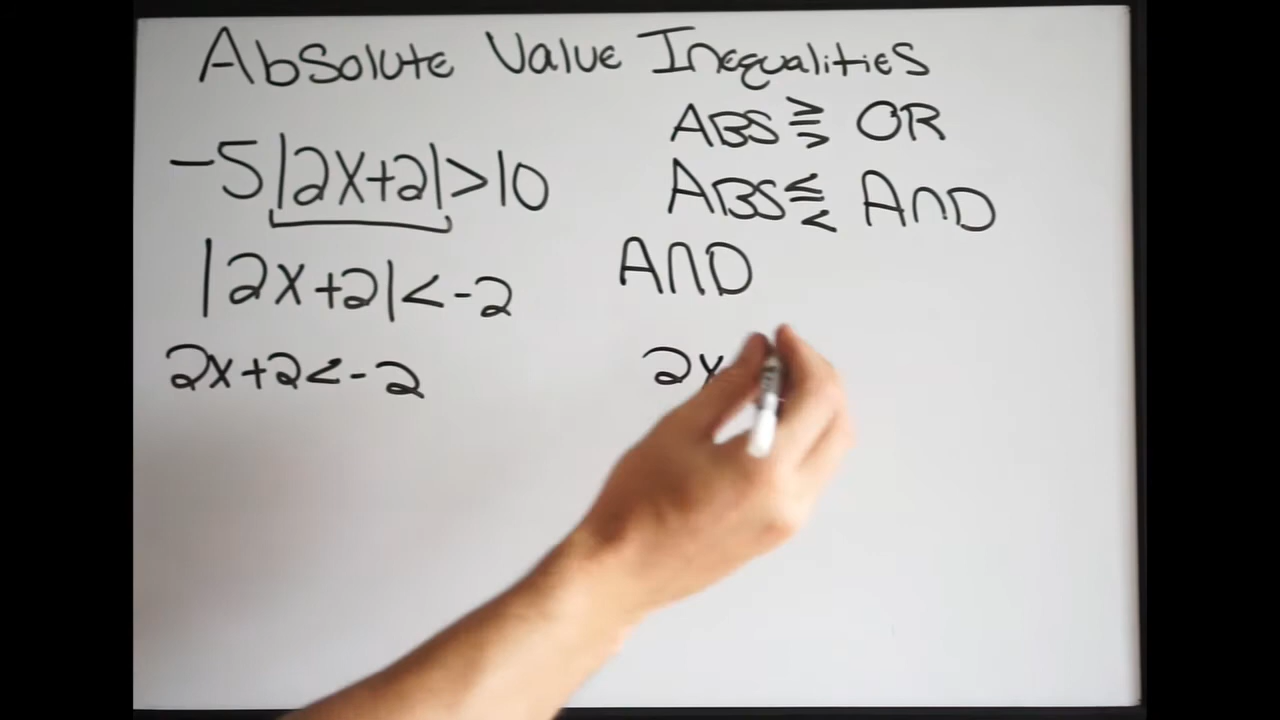 Absolute Value Inequalities
ABS ≥ > OR
-5|2x+2|>10
ABS ≤ < AND
|2x+2|<-2
AND
2x+2<-2
2x